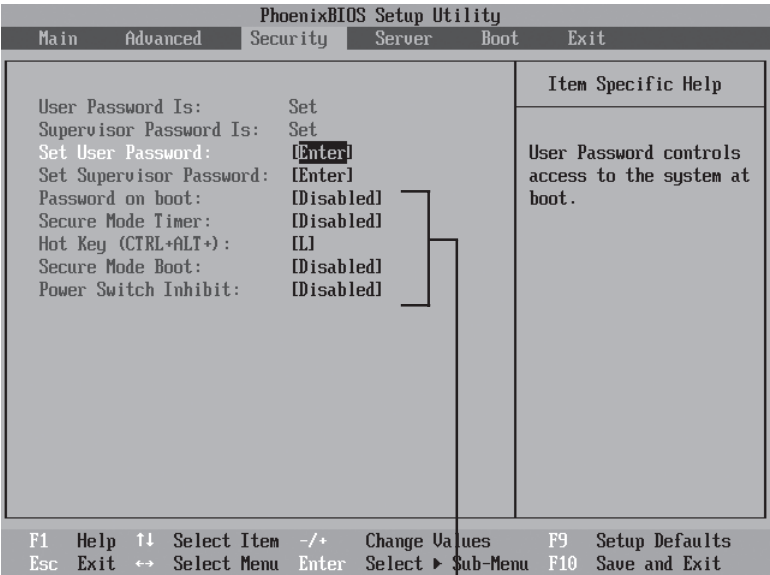 PhoenixBIOS Setup Utility
Main Advanced Security Server Boot Exit
Item Specific Help
User Password Is: Set
Supervisor Password Is: Set
Set User Password: [Enter]
Set Supervisor Password: [Enter]
Password on boot: [Disabled]
Secure Mode Timer: [Disabled]
Hot Key (CTRL+ALT+): [L]
Secure Mode Boot: [Disabled]
Power Switch Inhibit: [Disabled]
User Password controls
access to the system at
boot.
F1 Help ↑↓ Select Item -/+ Change Values F9 Setup Defaults
Esc Exit ↔ Select Menu Enter Select ▶ Sub-Menu F10 Save and Exit